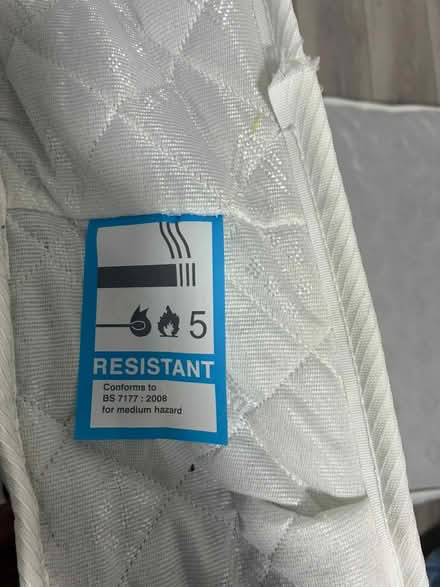 5
RESISTANT
Conforms to
BS 7177 : 2008
for medium hazard